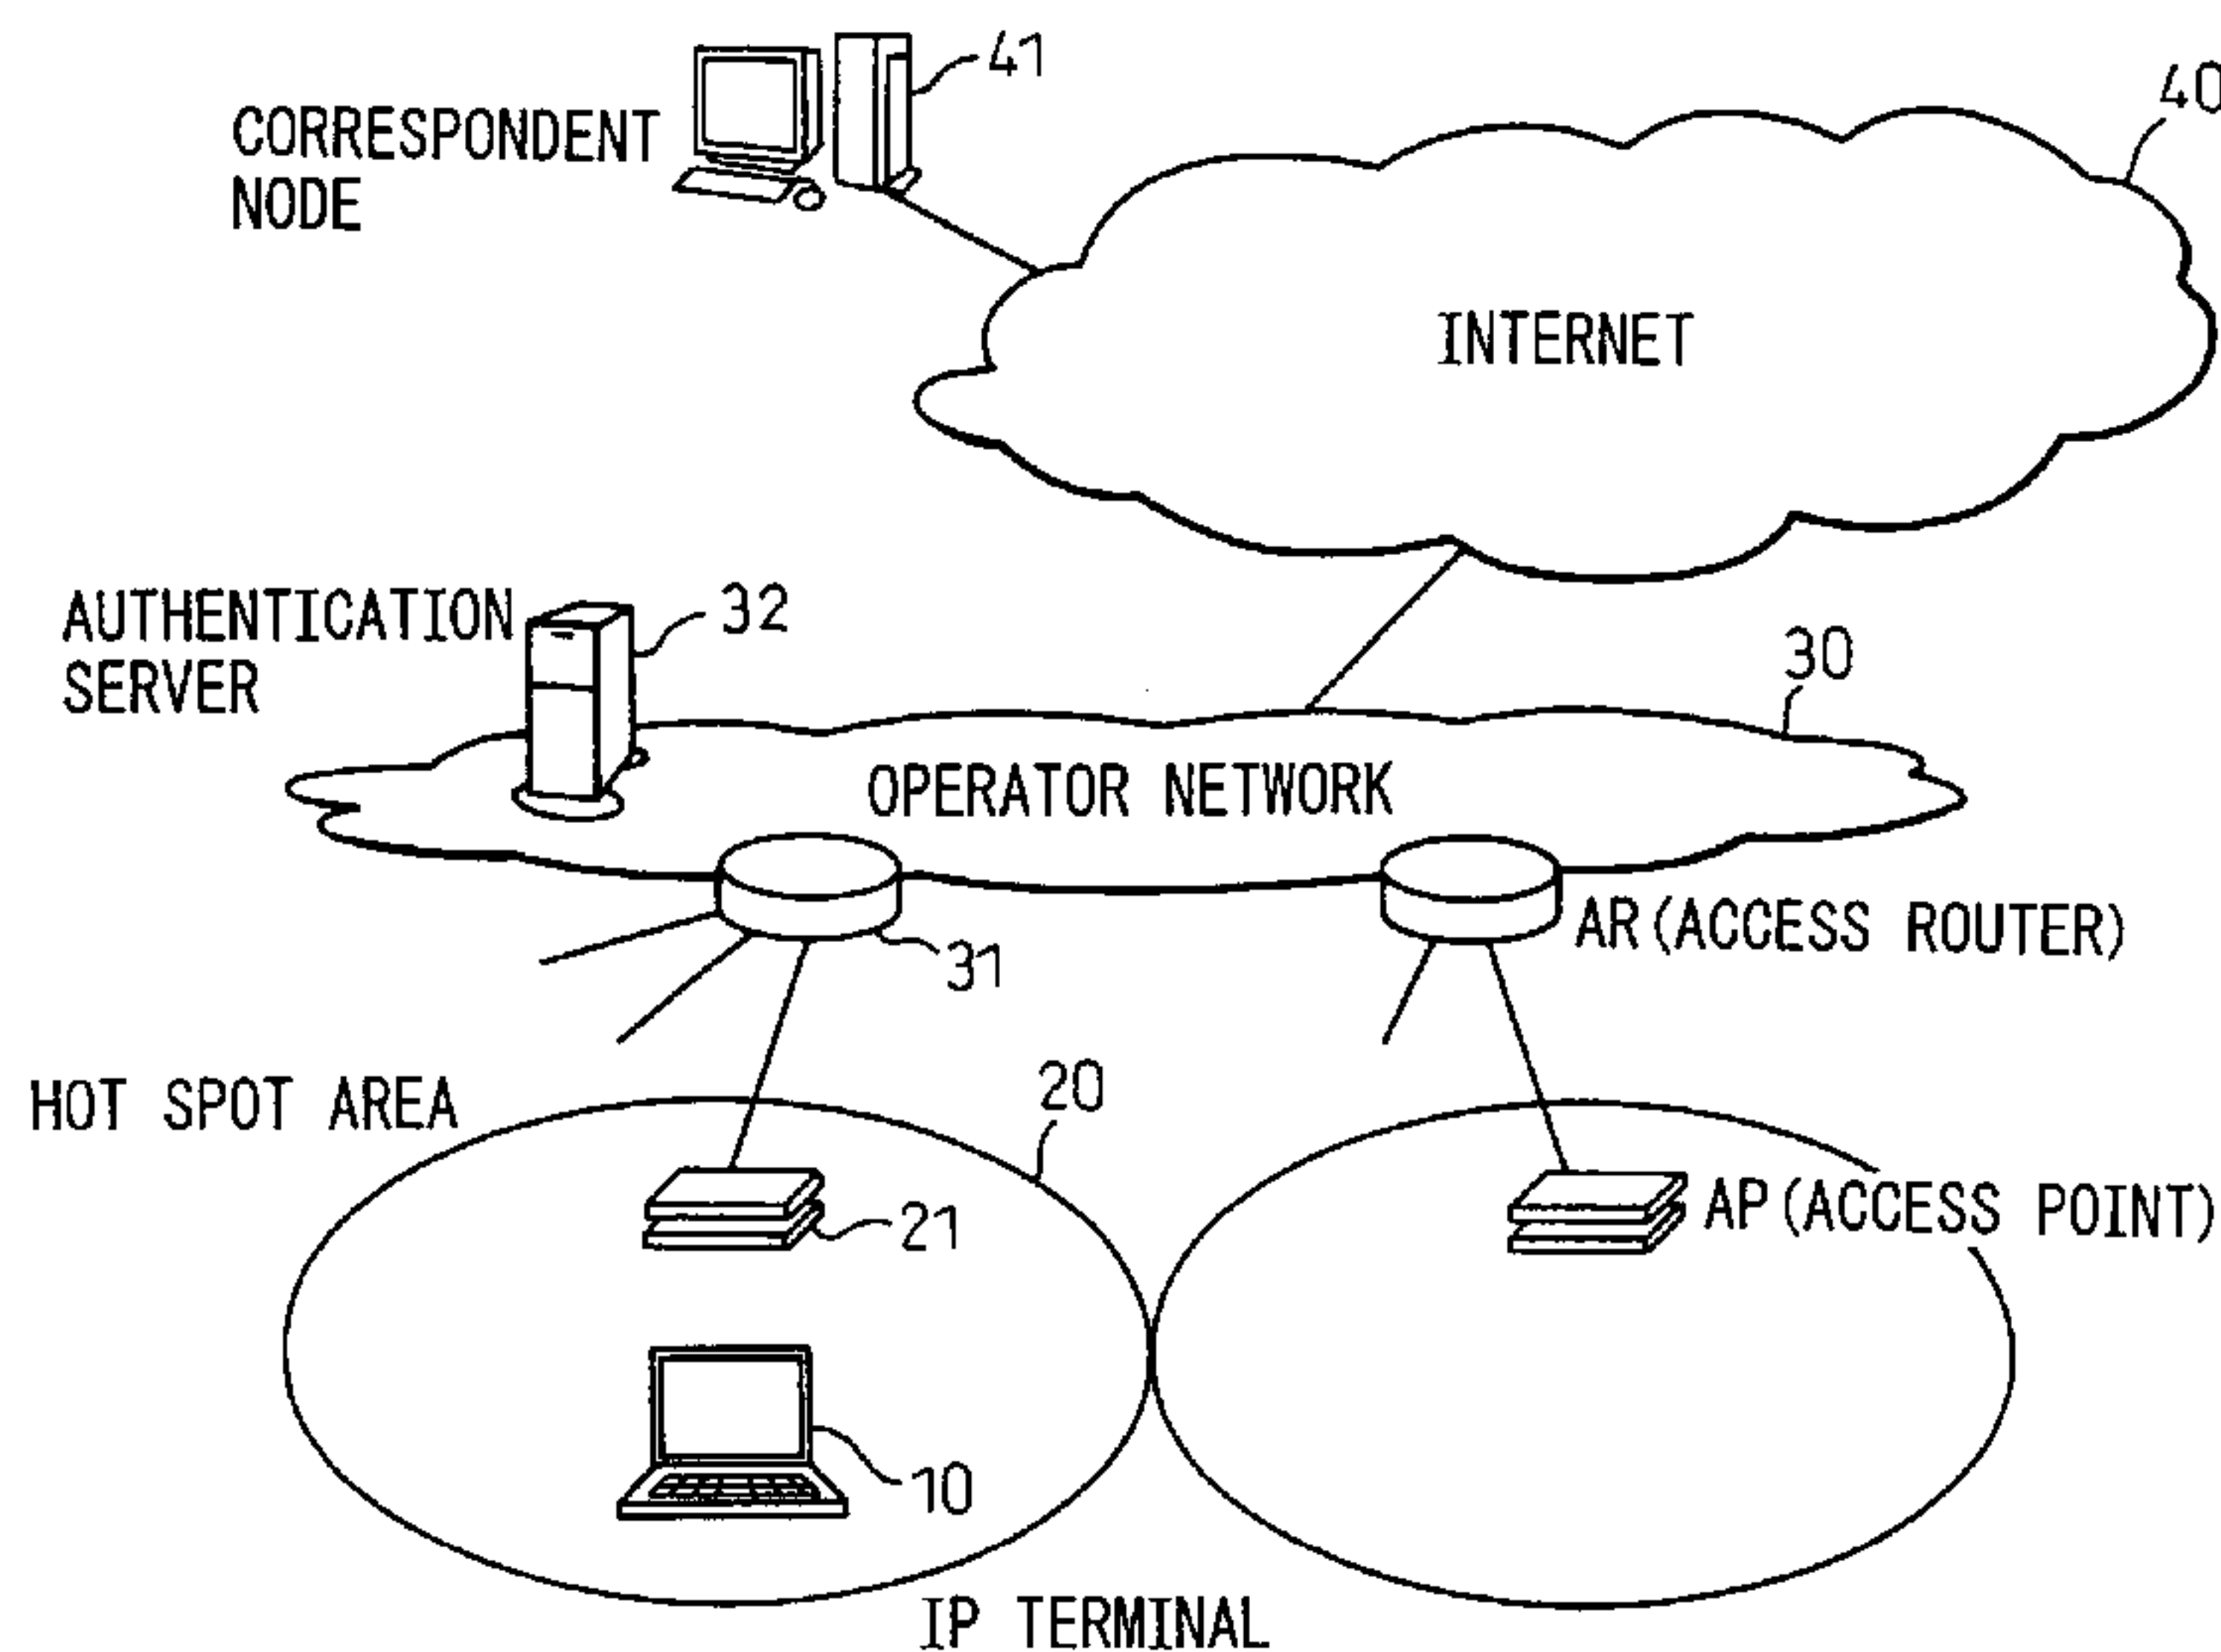 41
40
CORRESPONDENT
NODE
INTERNET
AUTHENTICATION
SERVER
32
30
OPERATOR NETWORK
AR(ACCESS ROUTER)
31
HOT SPOT AREA
20
21
AP(ACCESS POINT)
10
IP TERMINAL